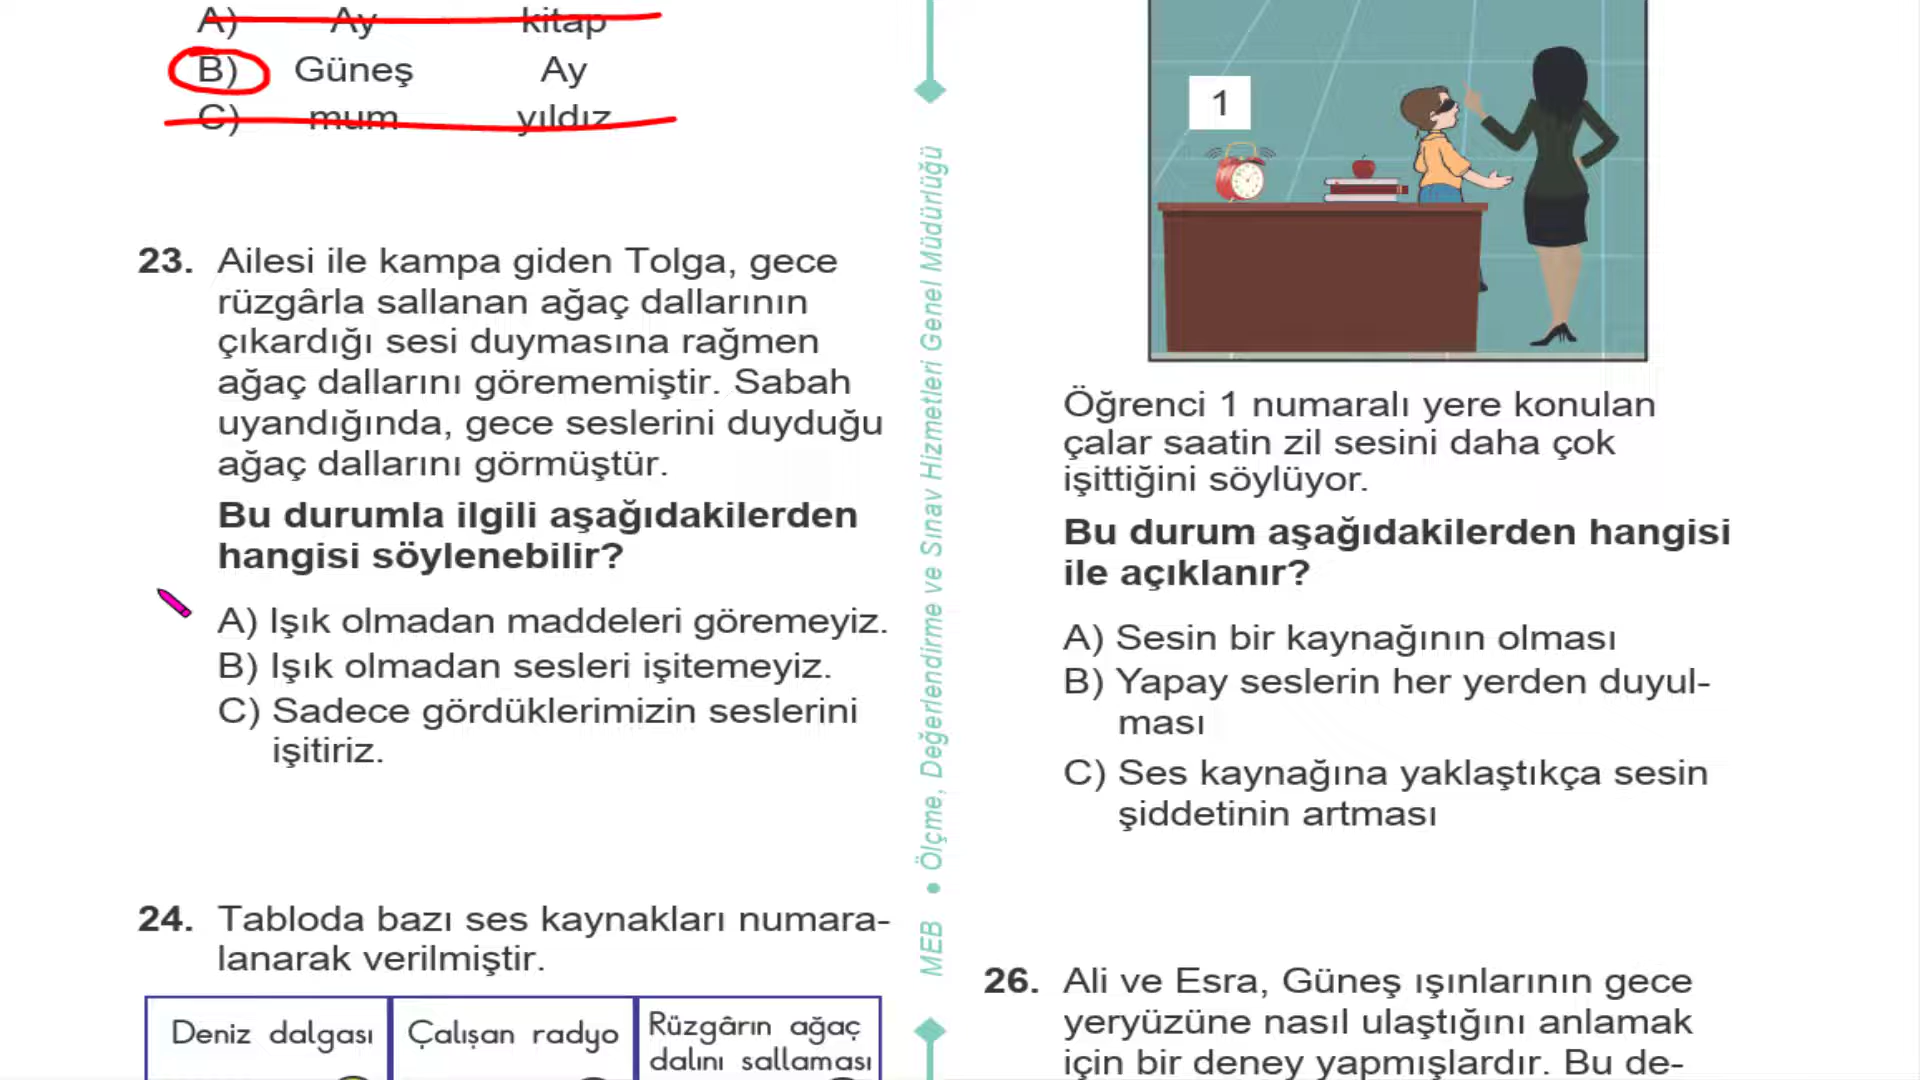 A) Ay kitap
B) Güneş Ay
C) mum yıldız
23. Ailesi ile kampa giden Tolga, gece
rüzgârla sallanan ağaç dallarının
çıkardığı sesi duymasına rağmen
ağaç dallarını görememiştir. Sabah
uyandığında, gece seslerini duyduğu
ağaç dallarını görmüştür.
Bu durumla ilgili aşağıdakilerden
hangisi söylenebilir?
A) Işık olmadan maddeleri göremeyiz.
B) Işık olmadan sesleri işitemeyiz.
C) Sadece gördüklerimizin seslerini
işitiriz.
24. Tabloda bazı ses kaynakları numara-
lanarak verilmiştir.
Deniz dalgası
Çalışan radyo
Rüzgârın ağaç
dalını sallaması
MEB • Ölçme, Değerlendirme ve Sınav Hizmetleri Genel Müdürlüğü
1
Öğrenci 1 numaralı yere konulan
çalar saatin zil sesini daha çok
işittiğini söylüyor.
Bu durum aşağıdakilerden hangisi
ile açıklanır?
A) Sesin bir kaynağının olması
B) Yapay seslerin her yerden duyul-
ması
C) Ses kaynağına yaklaştıkça sesin
şiddetinin artması
26. Ali ve Esra, Güneş ışınlarının gece
yeryüzüne nasıl ulaştığını anlamak
için bir deney yapmışlardır. Bu de-